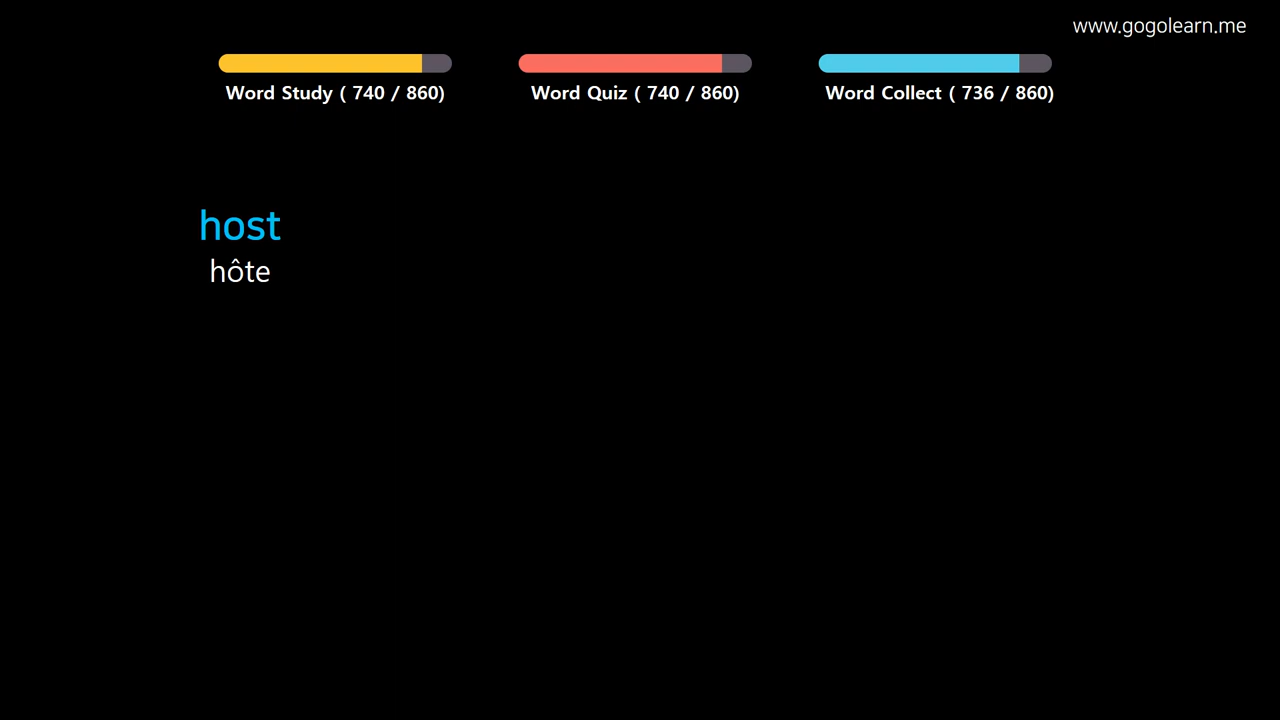 www.gogolearn.me
Word Study ( 740 / 860)
Word Quiz ( 740 / 860)
Word Collect ( 736 / 860)
host
hôte